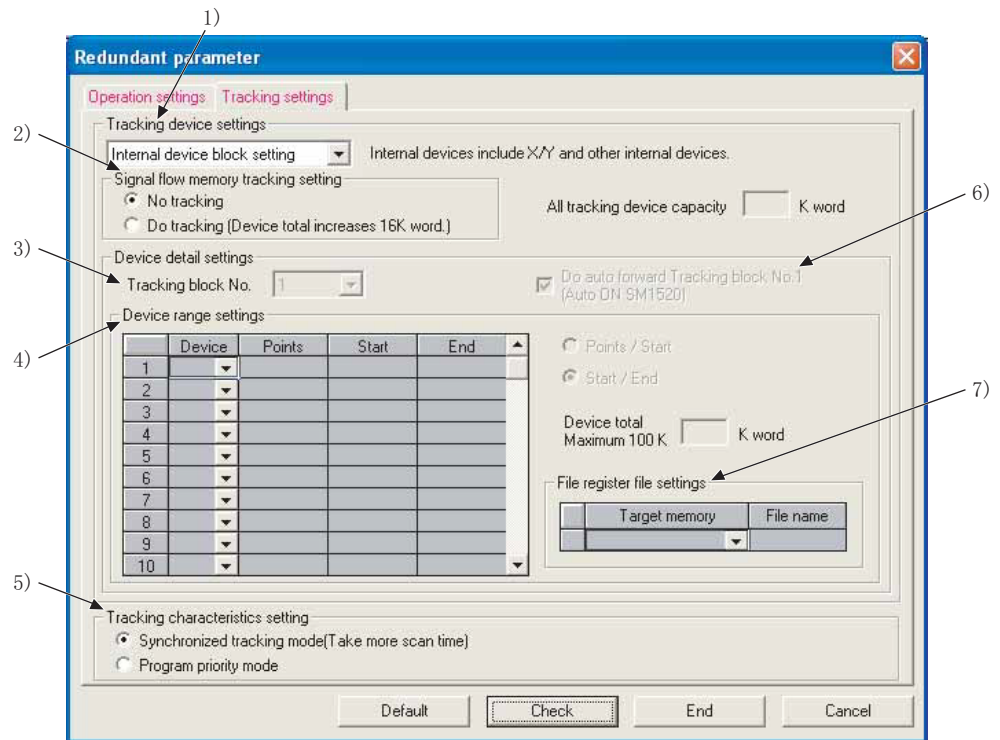 1)
Redundant parameter
Operation settings Tracking settings
Tracking device settings
2)
Internal device block setting Internal devices include X/Y and other internal devices.
Signal flow memory tracking setting
No tracking
All tracking device capacity K word
6)
Do tracking (Device total increases 16K word.)
3)
Device detail settings
Tracking block No. 1
Do auto forward Tracking block No.1
(Auto ON SM1520)
Device range settings
4)
Device Points Start End
Points / Start
1
Start / End
2
7)
3
Device total
Maximum 100 K K word
4
5
File register file settings
6
7
Target memory File name
8
9
10
5)
Tracking characteristics setting
Synchronized tracking mode(Take more scan time)
Program priority mode
Default Check End Cancel